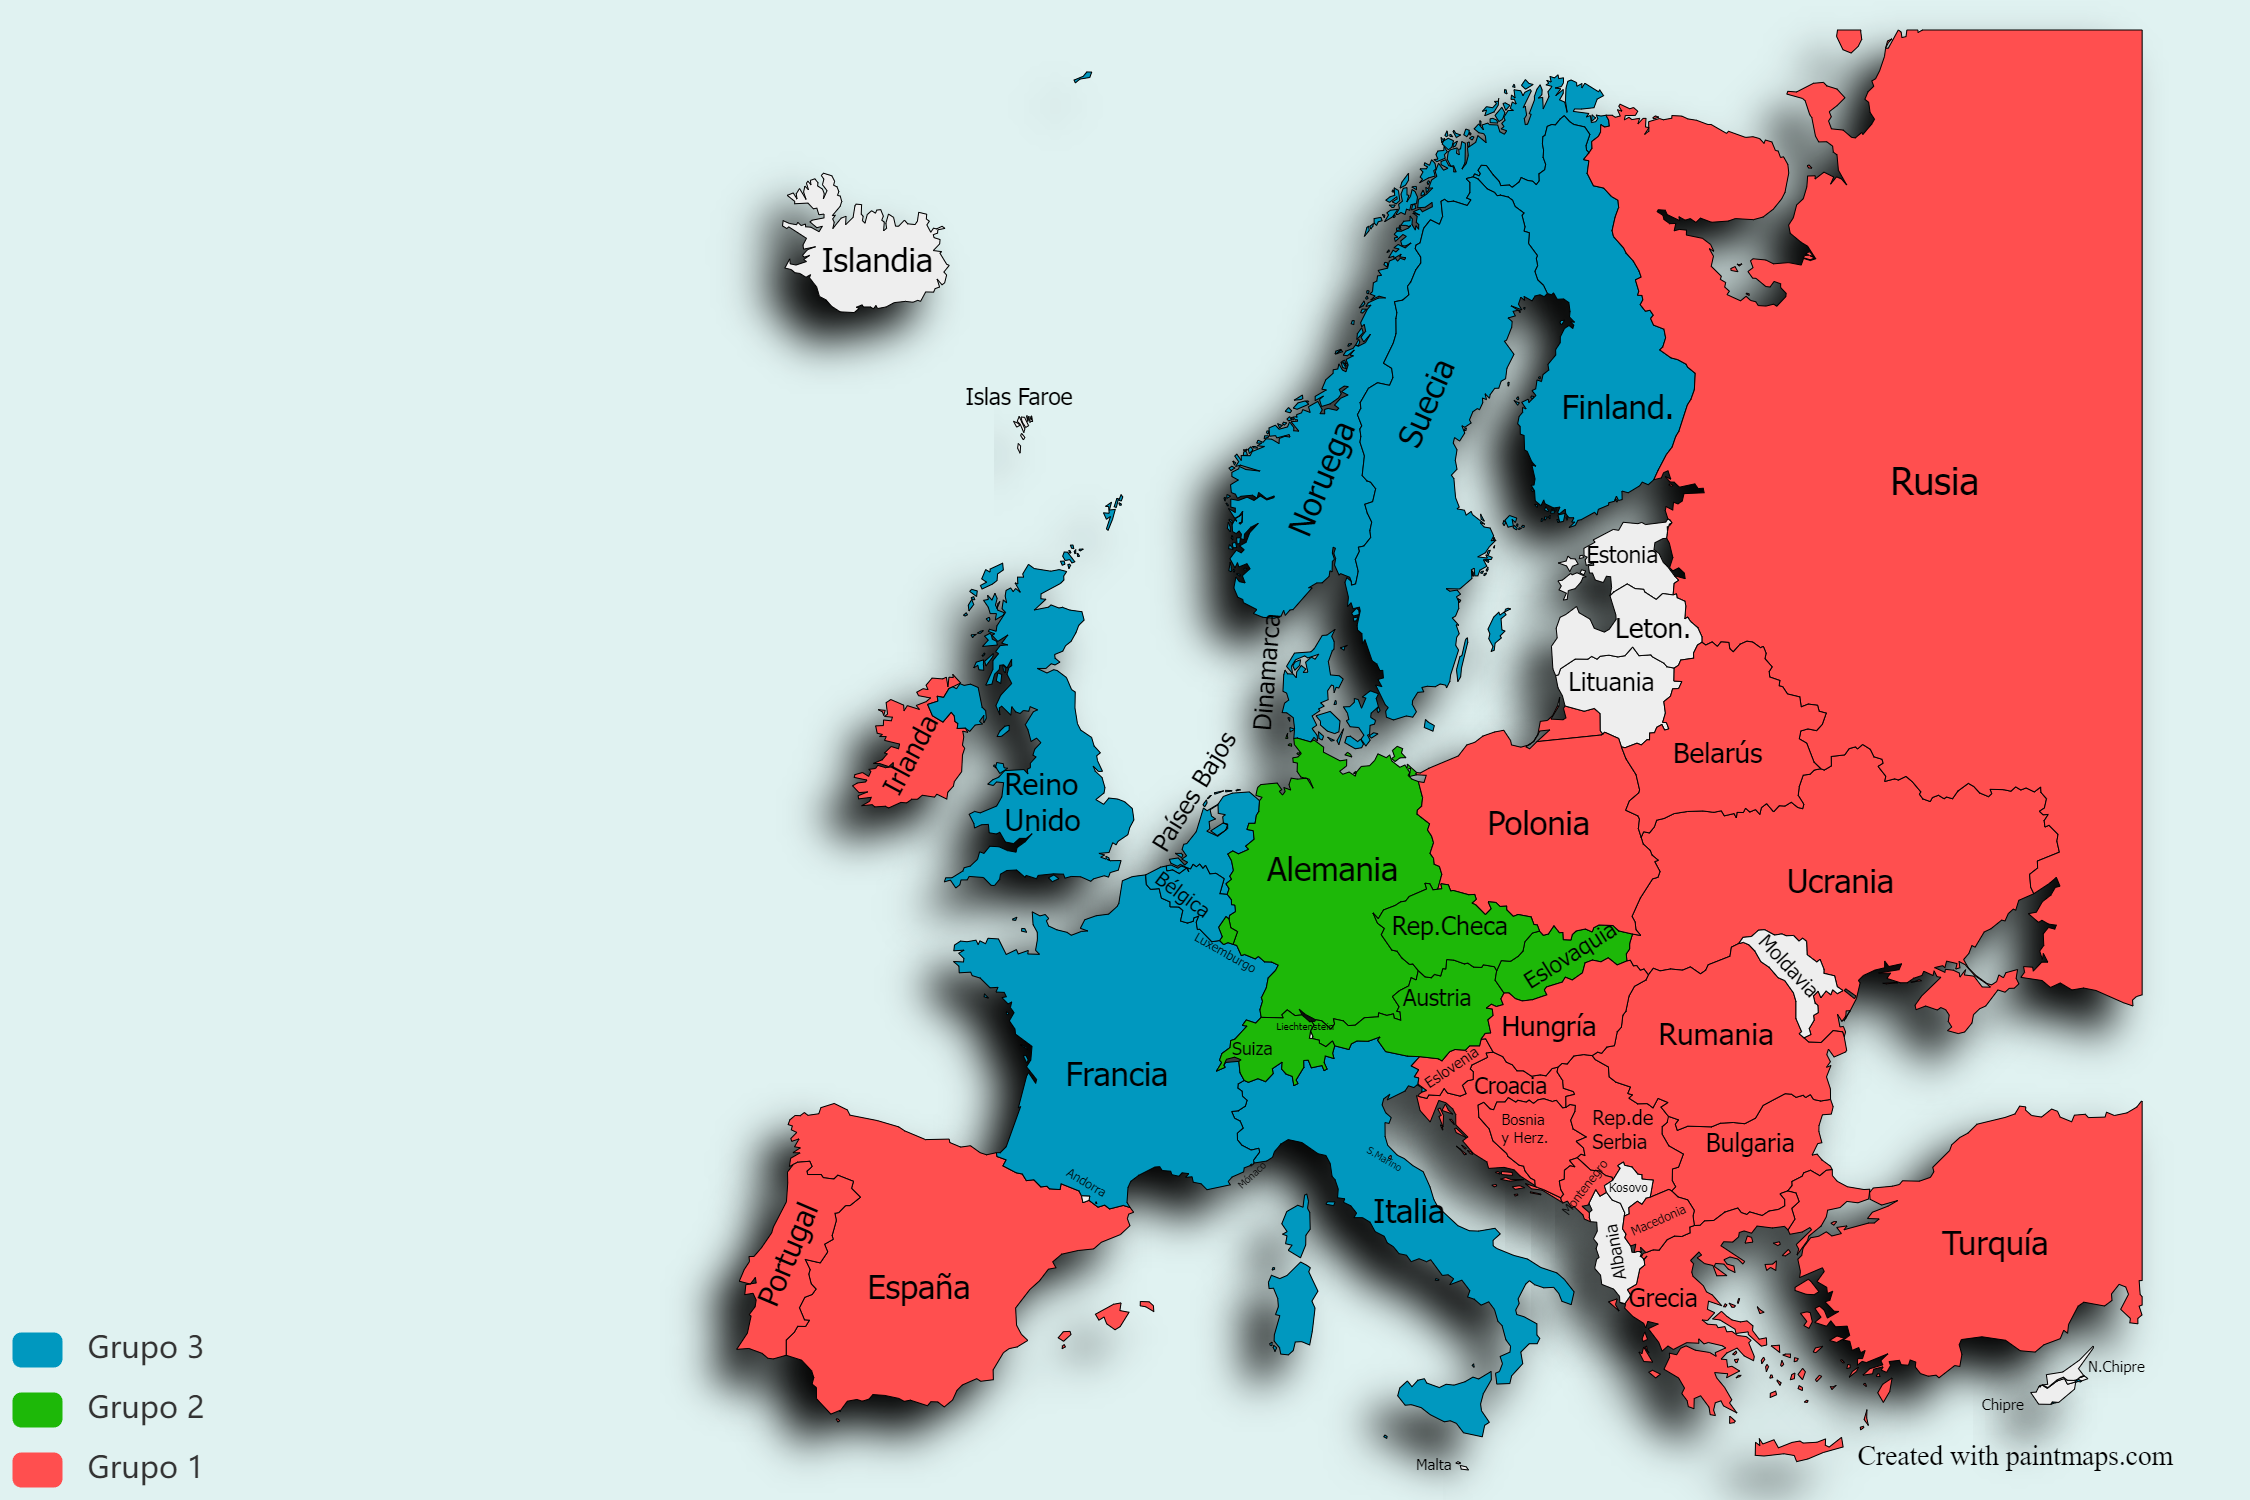 Islandia
Islas Faroe
Noruega
Suecia
Finland.
Rusia
Estonia
Leton.
Lituania
Dinamarca
Irlanda
Reino
Unido
Países Bajos
Belarús
Polonia
Alemania
Ucrania
Bélgica
Luxemburgo
Rep.Checa
Eslovaquia
Moldavia
Austria
Liechtenstein
Suiza
Hungría
Rumania
Francia
Eslovenia
Croacia
Bosnia
y Herz.
Rep.de
Serbia
Bulgaria
S.Marino
Mónaco
Andorra
Montenegro
Kosovo
Macedonia
Albania
Italia
Portugal
España
Grecia
Turquía
N.Chipre
Chipre
Malta
Grupo 3
Grupo 2
Grupo 1
Created with paintmaps.com